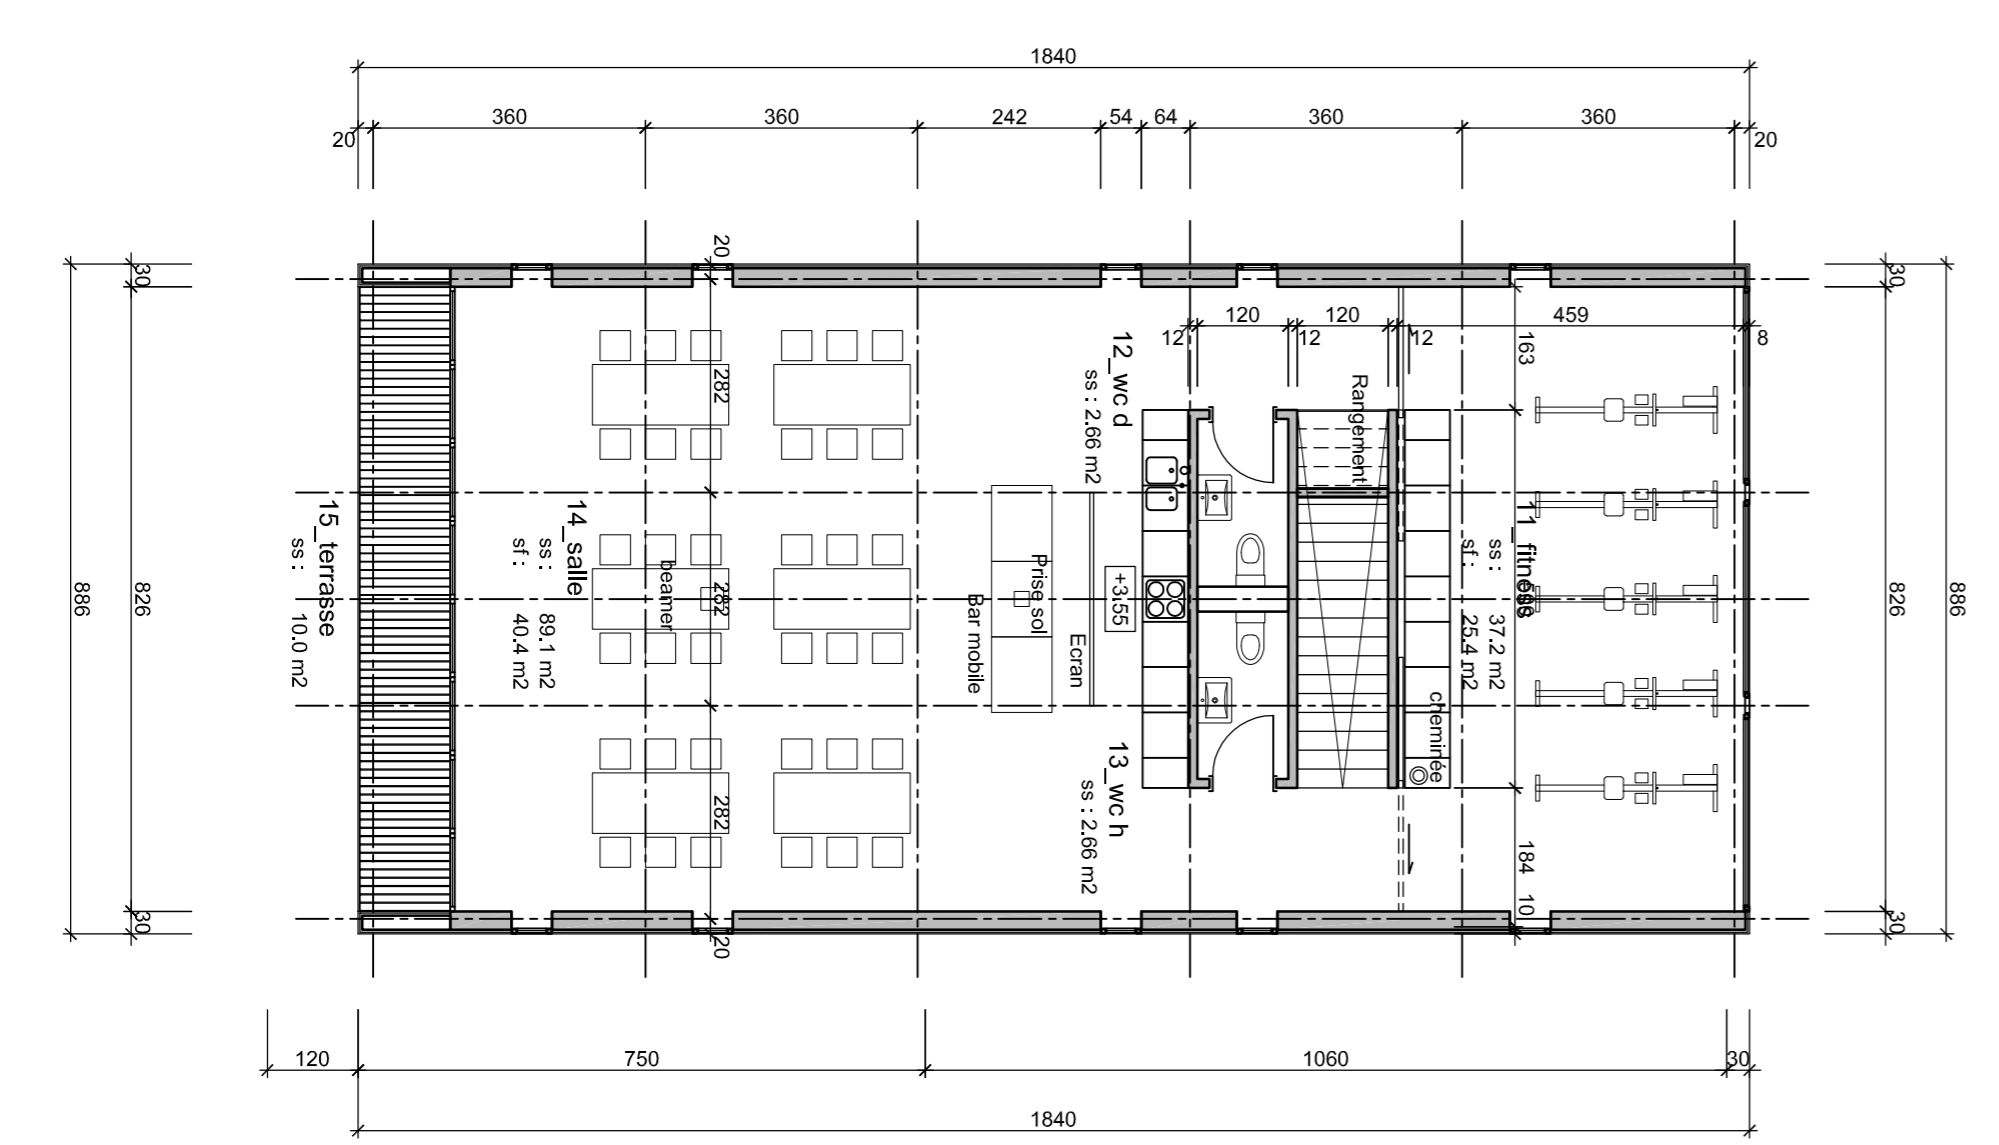 1840
360
360
242
54
64
360
360
20
20
30
20
30
120
120
459
12
12
12
8
163
282
12_wc d
ss : 2.66 m2
Rangement
886
826
15_terrasse
ss :
10.0 m2
14_salle
ss :
89.1 m2
sf :
40.4 m2
beamer
282
Prise sol
Bar mobile
Ecran
+3.55
11_fitness
ss :
37.2 m2
sf :
25.4 m2
826
886
cheminée
13_wc h
ss : 2.66 m2
282
184
10
30
20
30
120
750
1060
30
1840